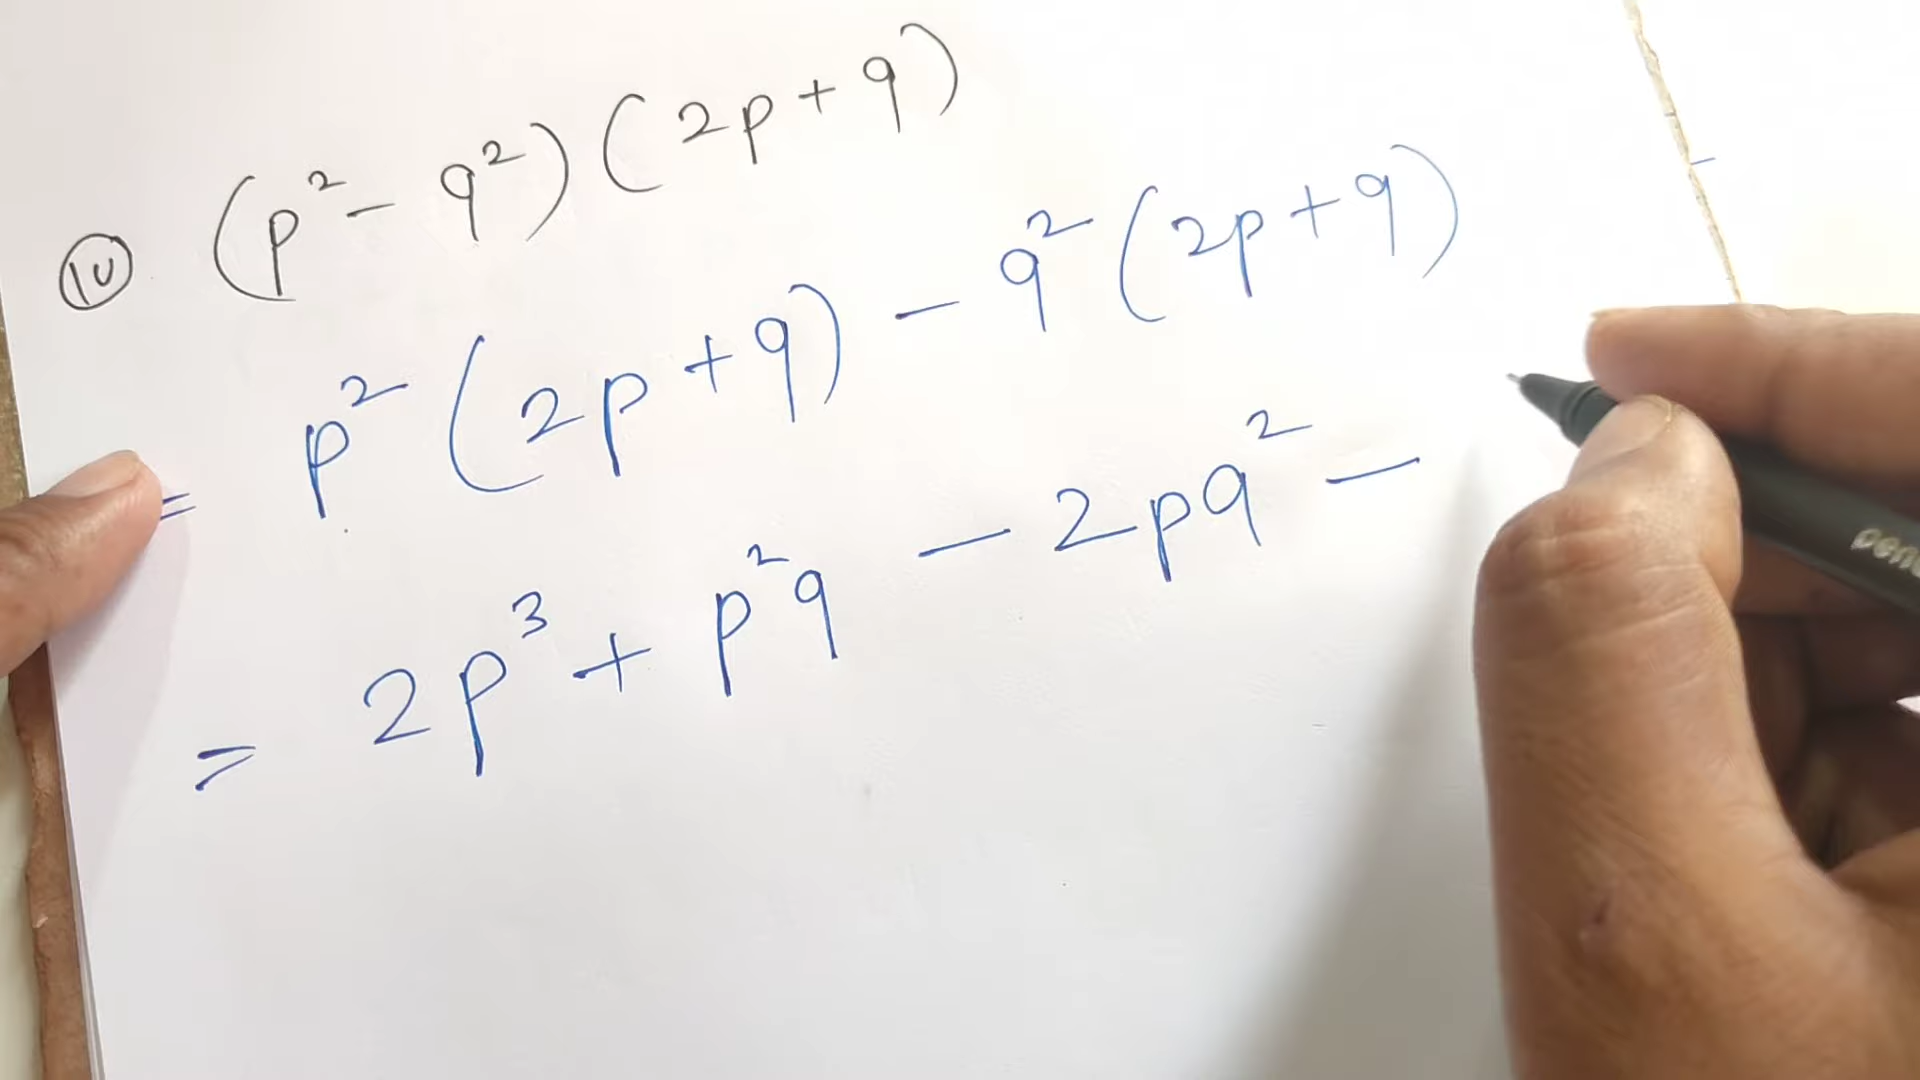 (iv) (p² - q²)(2p + q)
= p²(2p + q) - q²(2p + q)
= 2p³ + p²q - 2pq² -